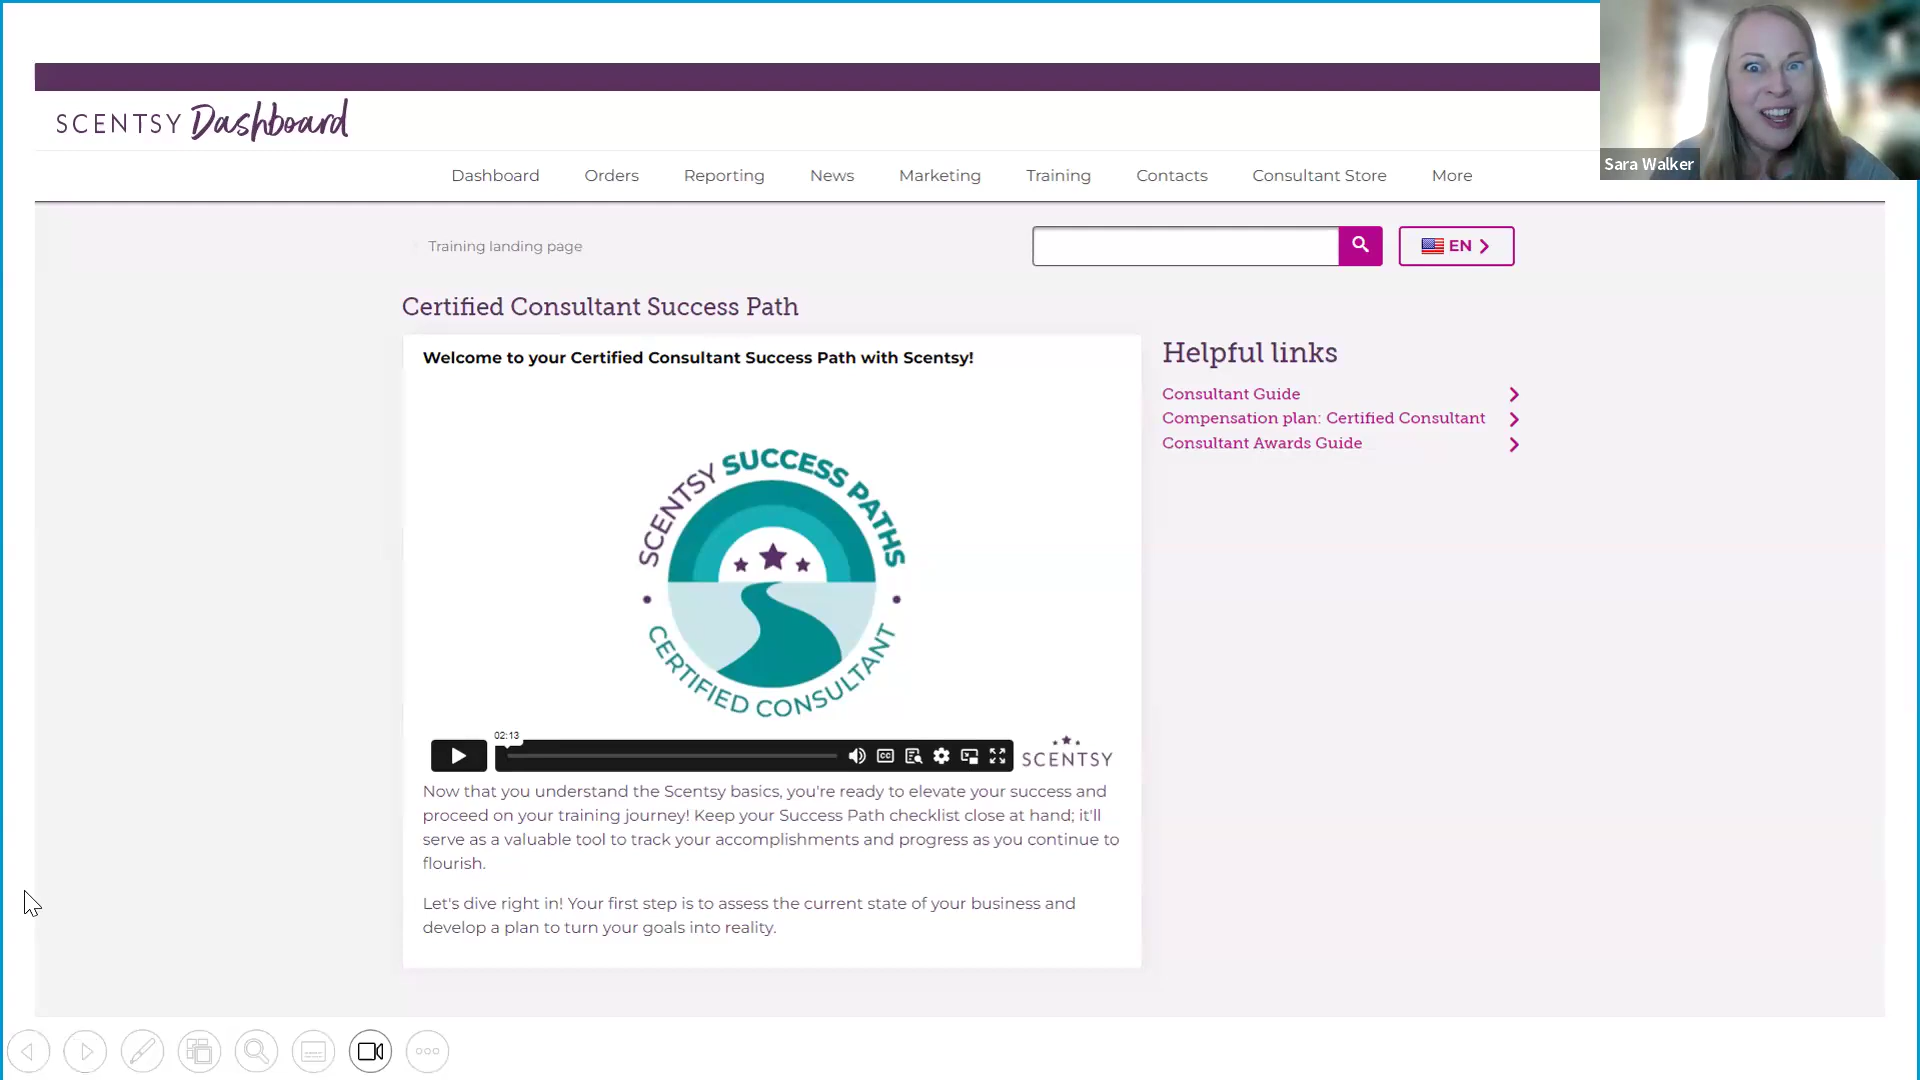 SCENTSY Dashboard
Sara Walker
Dashboard Orders Reporting News Marketing Training Contacts Consultant Store More
Training landing page
EN
Certified Consultant Success Path
Welcome to your Certified Consultant Success Path with Scentsy!
SCENTSY SUCCESS PATHS
CERTIFIED CONSULTANT
02:13
CC
SCENTSY
Now that you understand the Scentsy basics, you're ready to elevate your success and
proceed on your training journey! Keep your Success Path checklist close at hand; it'll
serve as a valuable tool to track your accomplishments and progress as you continue to
flourish.
Let's dive right in! Your first step is to assess the current state of your business and
develop a plan to turn your goals into reality.
Helpful links
Consultant Guide
Compensation plan: Certified Consultant
Consultant Awards Guide